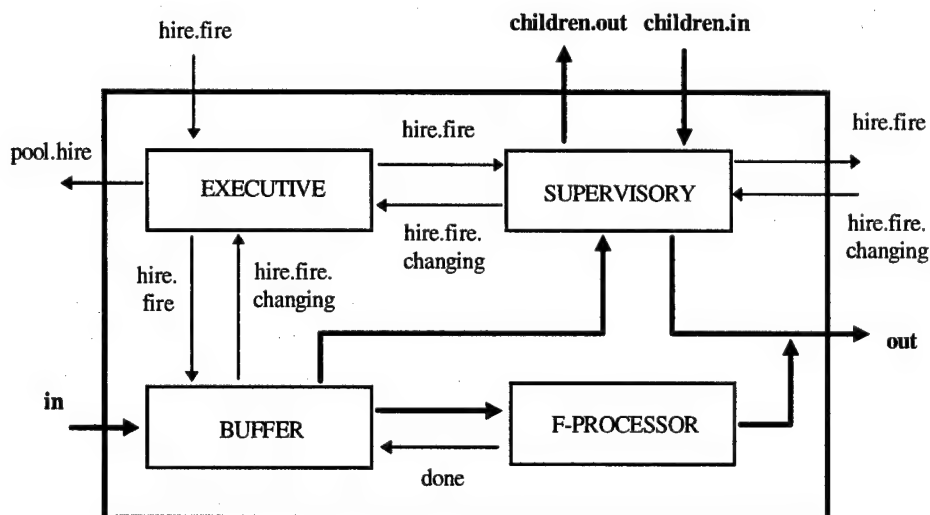 children.out children.in
hire.fire
hire.fire
hire.fire
pool.hire
EXECUTIVE
SUPERVISORY
hire.fire.
changing
hire.fire.
changing
hire.
fire
hire.fire.
changing
out
in
BUFFER
F-PROCESSOR
done